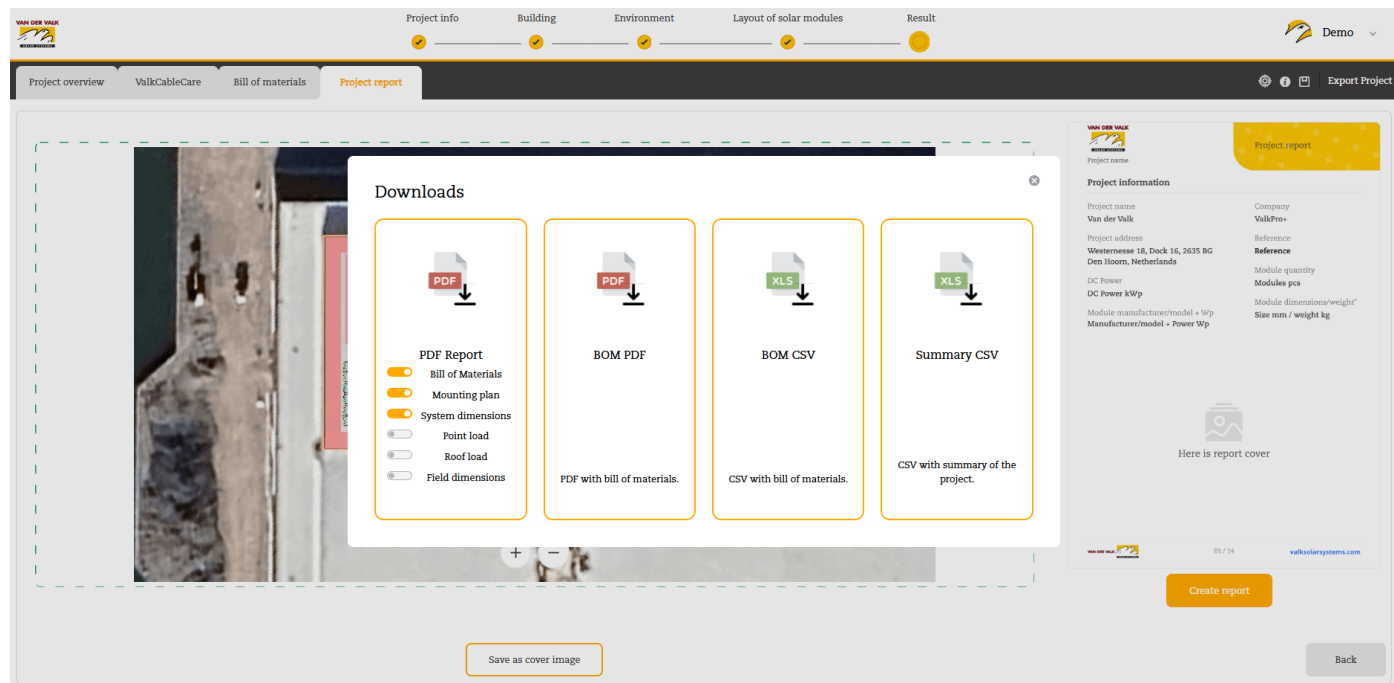 VAN DER VALK
SOLAR SYSTEMS
Project info
Building
Environment
Layout of solar modules
Result
Demo
Project overview
ValkCableCare
Bill of materials
Project report
Export Project
Downloads
PDF
PDF Report
Bill of Materials
Mounting plan
System dimensions
Point load
Roof load
Field dimensions
PDF
BOM PDF
PDF with bill of materials.
XLS
BOM CSV
CSV with bill of materials.
XLS
Summary CSV
CSV with summary of the
project.
Save as cover image
VAN DER VALK
SOLAR SYSTEMS
Project name
Project report
Project information
Project name
Van der Valk
Company
ValkPro+
Project address
Westernesse 18, Dock 16, 2635 BG
Den Hoorn, Netherlands
Reference
Reference
DC Power
DC Power kWp
Module quantity
Modules pcs
Module manufacturer/model + Wp
Manufacturer/model + Power Wp
Module dimensions/weight*
Size mm / weight kg
Here is report cover
VAN DER VALK
01 / 14
valksolarsystems.com
Create report
Back